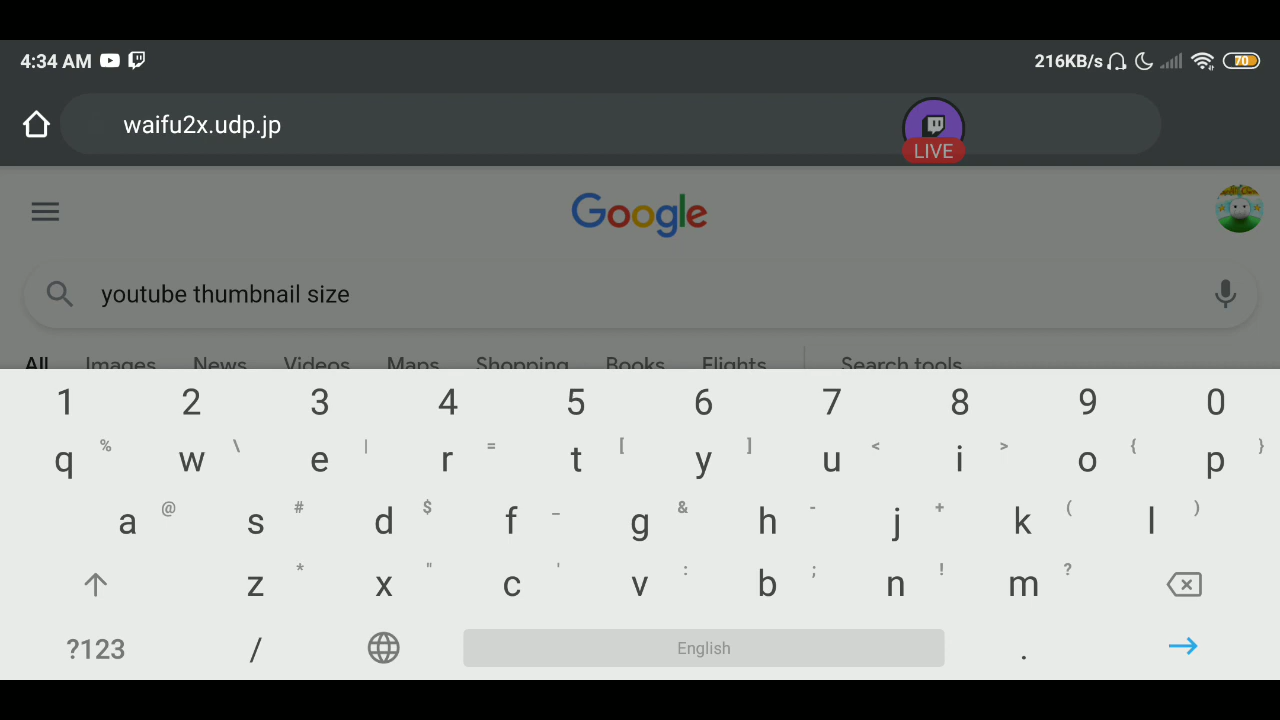 4:34 AM 216KB/s 70
waifu2x.udp.jp
LIVE
Google
youtube thumbnail size
All Images News Videos Maps Shopping Books Flights Search tools
1 2 3 4 5 6 7 8 9 0
q % w \ e | r = t [ y ] u < i > o { p }
a @ s # d $ f _ g & h - j + k ( l )
z * x " c ' v : b ; n ! m ?
?123 / English .